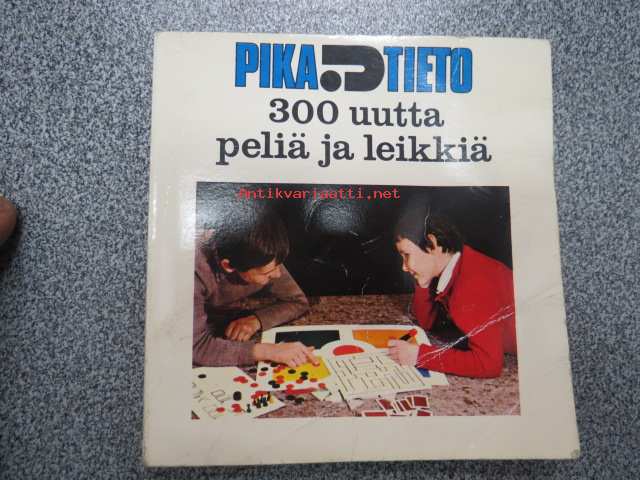 PIKA ? TIETO
300 uutta
peliä ja leikkiä
Antikvariaatti.net